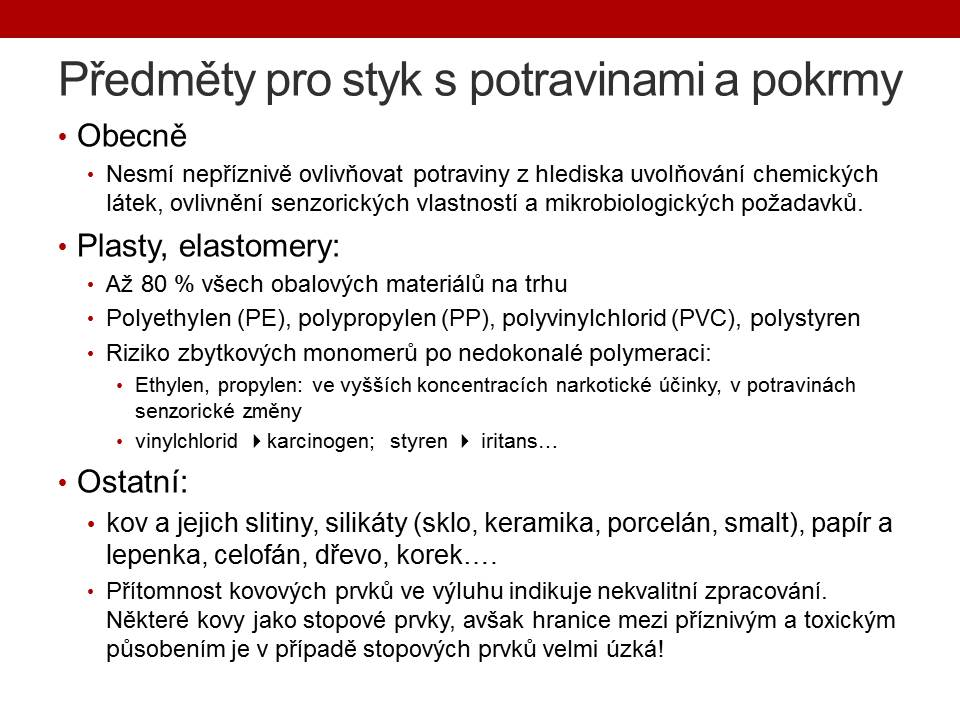 Předměty pro styk s potravinami a pokrmy
• Obecně
• Nesmí nepříznivě ovlivňovat potraviny z hlediska uvolňování chemických
látek, ovlivnění senzorických vlastností a mikrobiologických požadavků.
• Plasty, elastomery:
• Až 80 % všech obalových materiálů na trhu
• Polyethylen (PE), polypropylen (PP), polyvinylchlorid (PVC), polystyren
• Riziko zbytkových monomerů po nedokonalé polymeraci:
• Ethylen, propylen: ve vyšších koncentracích narkotické účinky, v potravinách
senzorické změny
• vinylchlorid ⏵karcinogen; styren ⏵ iritans…
• Ostatní:
• kov a jejich slitiny, silikáty (sklo, keramika, porcelán, smalt), papír a
lepenka, celofán, dřevo, korek….
• Přítomnost kovových prvků ve výluhu indikuje nekvalitní zpracování.
Některé kovy jako stopové prvky, avšak hranice mezi příznivým a toxickým
působením je v případě stopových prvků velmi úzká!